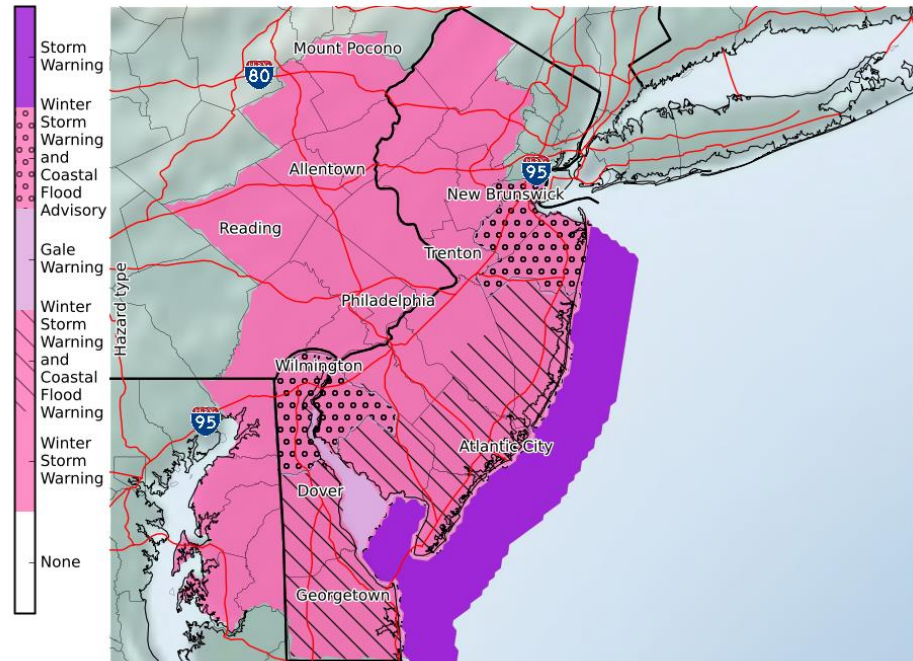 Storm
Warning
Winter
Storm
Warning
and
Coastal
Flood
Advisory
Gale
Warning
Winter
Storm
Warning
and
Coastal
Flood
Warning
Winter
Storm
Warning
None
Hazard type
Mount Pocono
80
Allentown
95
New Brunswick
Reading
Trenton
Philadelphia
Wilmington
95
Atlantic City
Dover
Georgetown